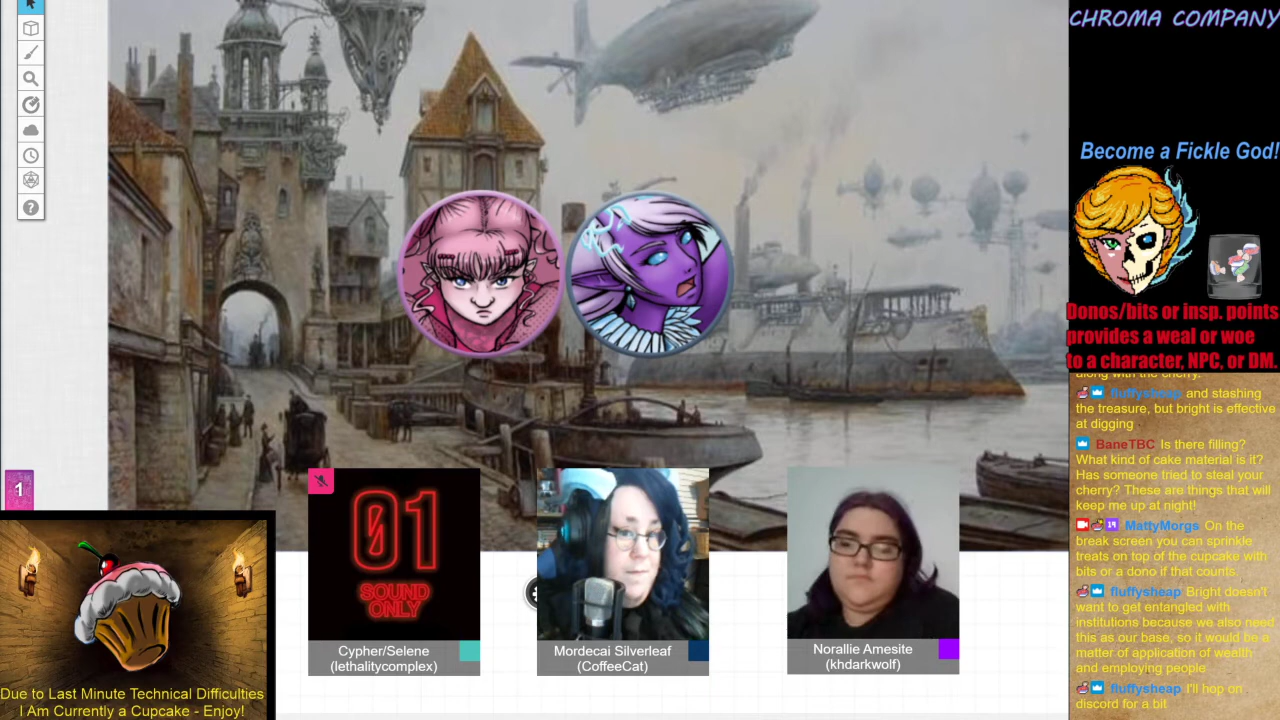 CHROMA COMPANY
Become a Fickle God!
Donos/bits or insp. points
provides a weal or woe
to a character, NPC, or DM.
along with the cherry.
fluffysheap and stashing
the treasure, but bright is effective
at digging
BaneTBC Is there filling?
What kind of cake material is it?
Has someone tried to steal your
cherry? These are things that will
keep me up at night!
14 MattyMorgs On the
break screen you can sprinkle
treats on top of the cupcake with
bits or a dono if that counts.
fluffysheap Bright doesn't
want to get entangled with
institutions because we also need
this as our base, so it would be a
matter of application of wealth
and employing people
fluffysheap I'll hop on
discord for a bit
1
01
SOUND
ONLY
Cypher/Selene
(lethalitycomplex)
Mordecai Silverleaf
(CoffeeCat)
Norallie Amesite
(khdarkwolf)
Due to Last Minute Technical Difficulties
I Am Currently a Cupcake - Enjoy!